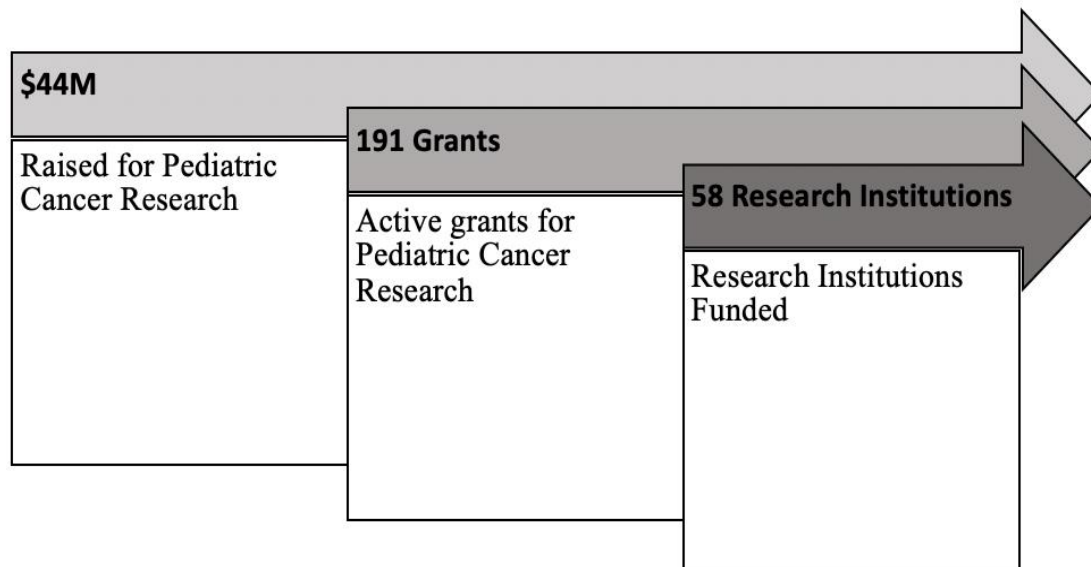 $44M
Raised for Pediatric
Cancer Research
191 Grants
Active grants for
Pediatric Cancer
Research
58 Research Institutions
Research Institutions
Funded